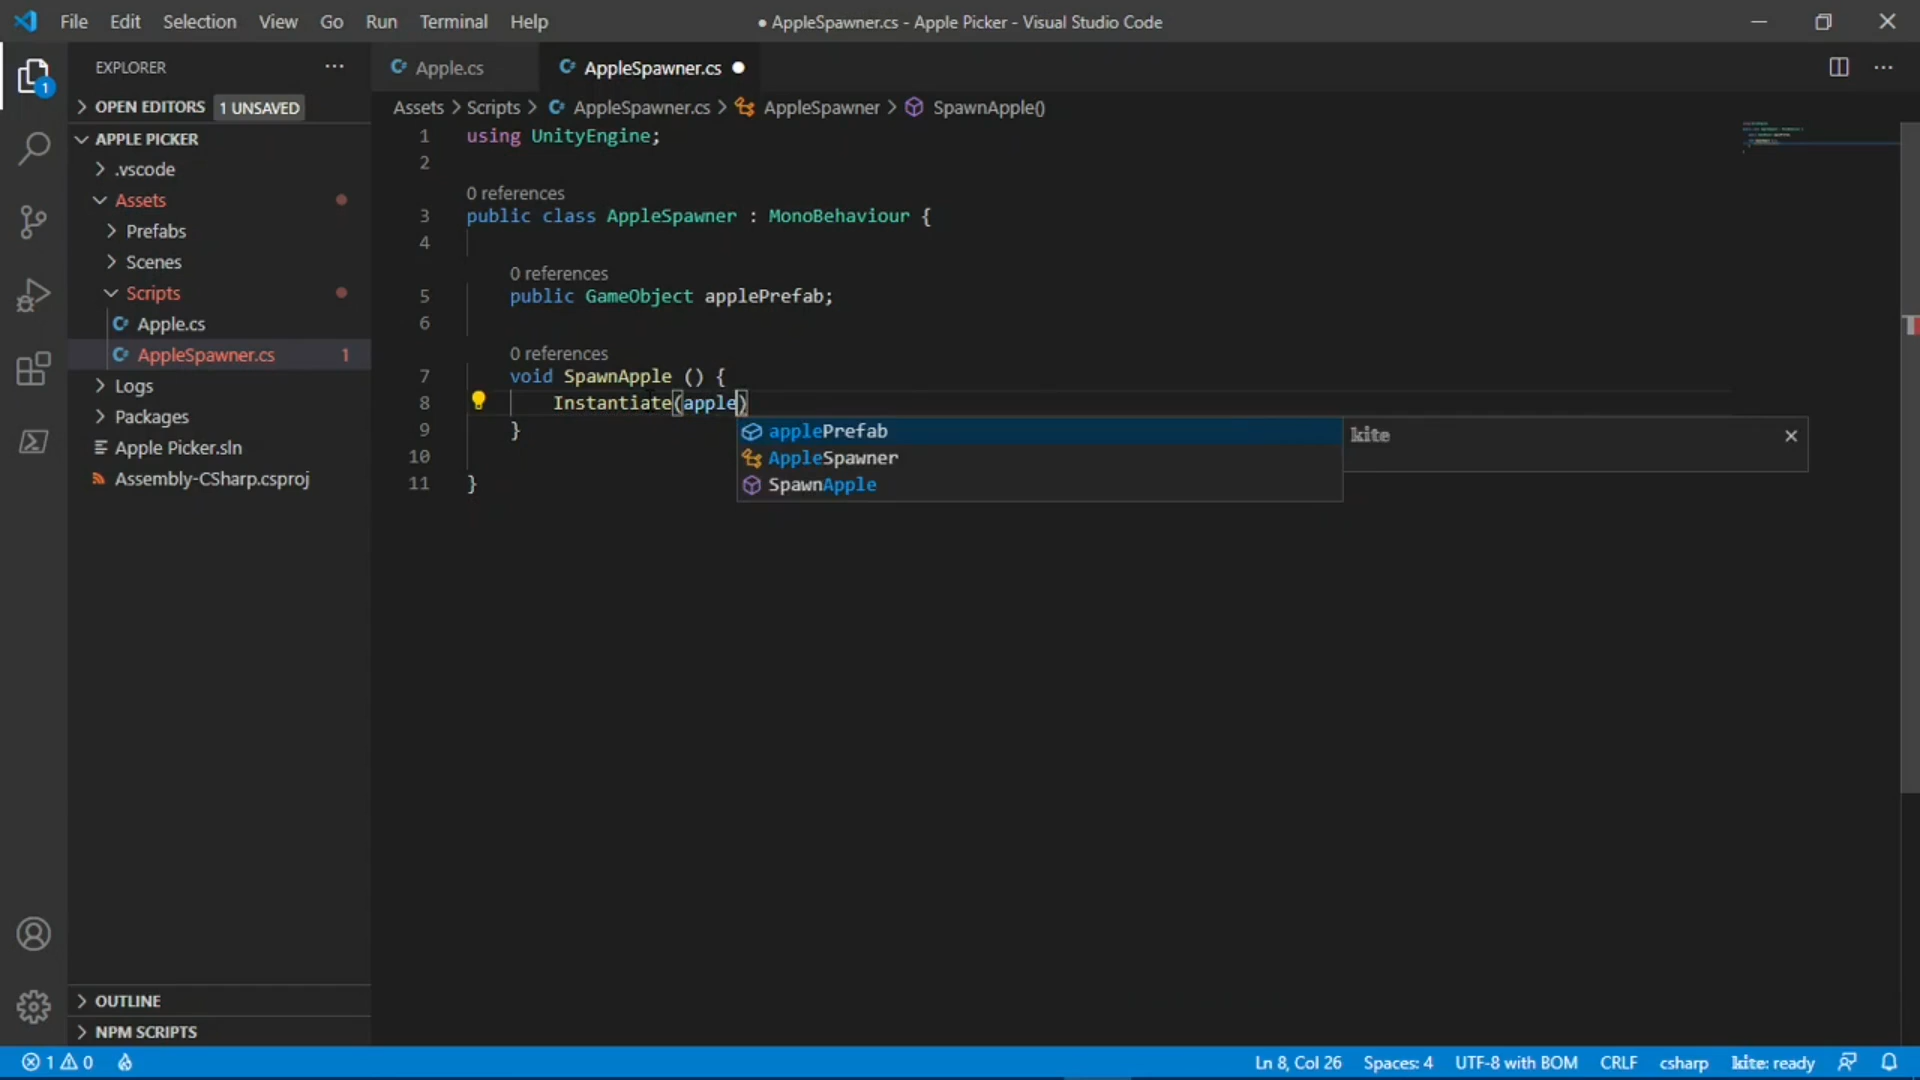 File Edit Selection View Go Run Terminal Help
● AppleSpawner.cs - Apple Picker - Visual Studio Code
EXPLORER
Apple.cs
AppleSpawner.cs
OPEN EDITORS 1 UNSAVED
Assets > Scripts > AppleSpawner.cs > AppleSpawner > SpawnApple()
APPLE PICKER
.vscode
Assets
Prefabs
Scenes
Scripts
Apple.cs
AppleSpawner.cs 1
Logs
Packages
Apple Picker.sln
Assembly-CSharp.csproj
OUTLINE
NPM SCRIPTS
1
1 using UnityEngine;
2
0 references
3 public class AppleSpawner : MonoBehaviour {
4
0 references
5 public GameObject applePrefab;
6
0 references
7 void SpawnApple () {
8 Instantiate(apple)
9 }
10
11 }
applePrefab
AppleSpawner
SpawnApple
kite
1 0
Ln 8, Col 26 Spaces: 4 UTF-8 with BOM CRLF csharp kite: ready